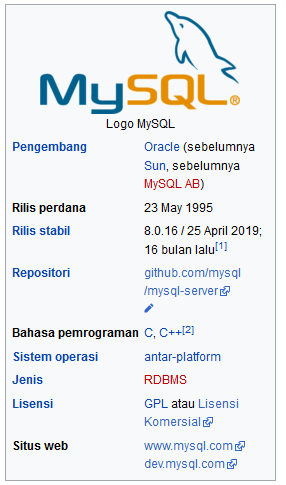 MySQL®
Logo MySQL
Pengembang Oracle (sebelumnya
Sun, sebelumnya
MySQL AB)
Rilis perdana 23 May 1995
Rilis stabil 8.0.16 / 25 April 2019;
16 bulan lalu[1]
Repositori github.com/mysql
/mysql-server
Bahasa pemrograman C, C++[2]
Sistem operasi antar-platform
Jenis RDBMS
Lisensi GPL atau Lisensi
Komersial
Situs web www.mysql.com
dev.mysql.com